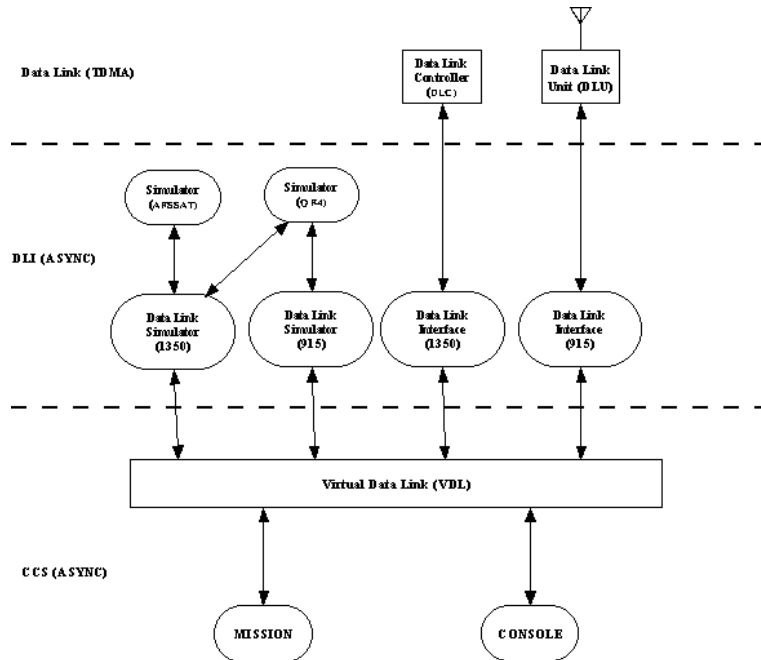 Data Link (TDMA)
Data Link
Controller
(DLC)
Data Link
Unit (DLU)
Simulator
(AFSSAT)
Simulator
(QF4)
DLI (ASYNC)
Data Link
Simulator
(1350)
Data Link
Simulator
(915)
Data Link
Interface
(1350)
Data Link
Interface
(915)
Virtual Data Link (VDL)
CCS (ASYNC)
MISSION
CONSOLE